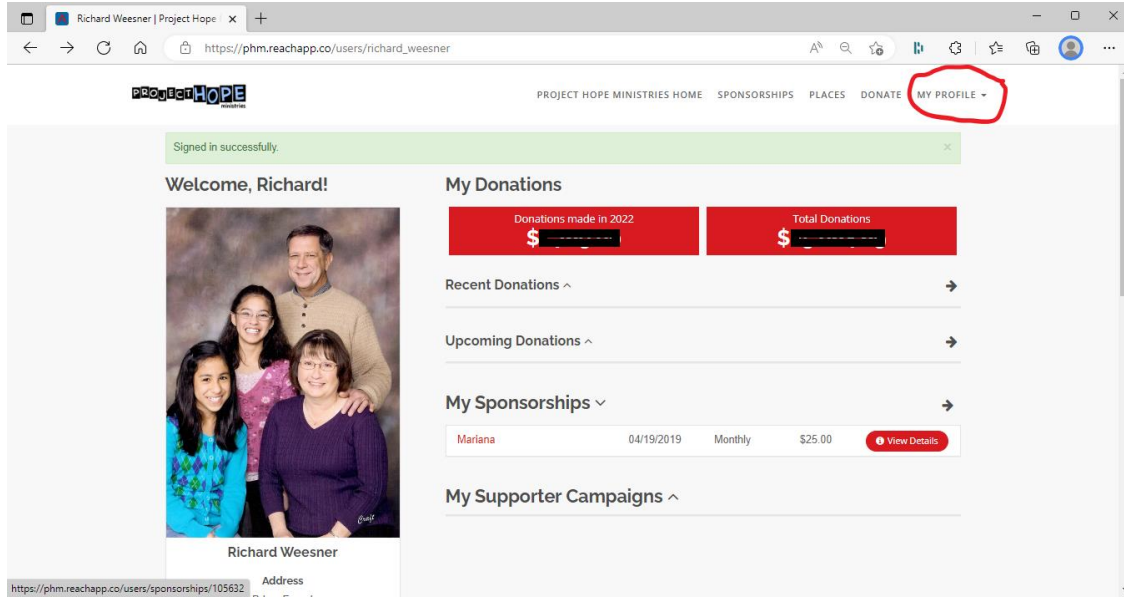 Richard Weesner | Project Hope
https://phm.reachapp.co/users/richard_weesner
PROJECT HOPE
ministries
PROJECT HOPE MINISTRIES HOME SPONSORSHIPS PLACES DONATE MY PROFILE
Signed in successfully.
Welcome, Richard!
My Donations
Donations made in 2022
$
Total Donations
$
Recent Donations
Upcoming Donations
My Sponsorships
Mariana 04/19/2019 Monthly $25.00 View Details
My Supporter Campaigns
Richard Weesner
Address
https://phm.reachapp.co/users/sponsorships/105632